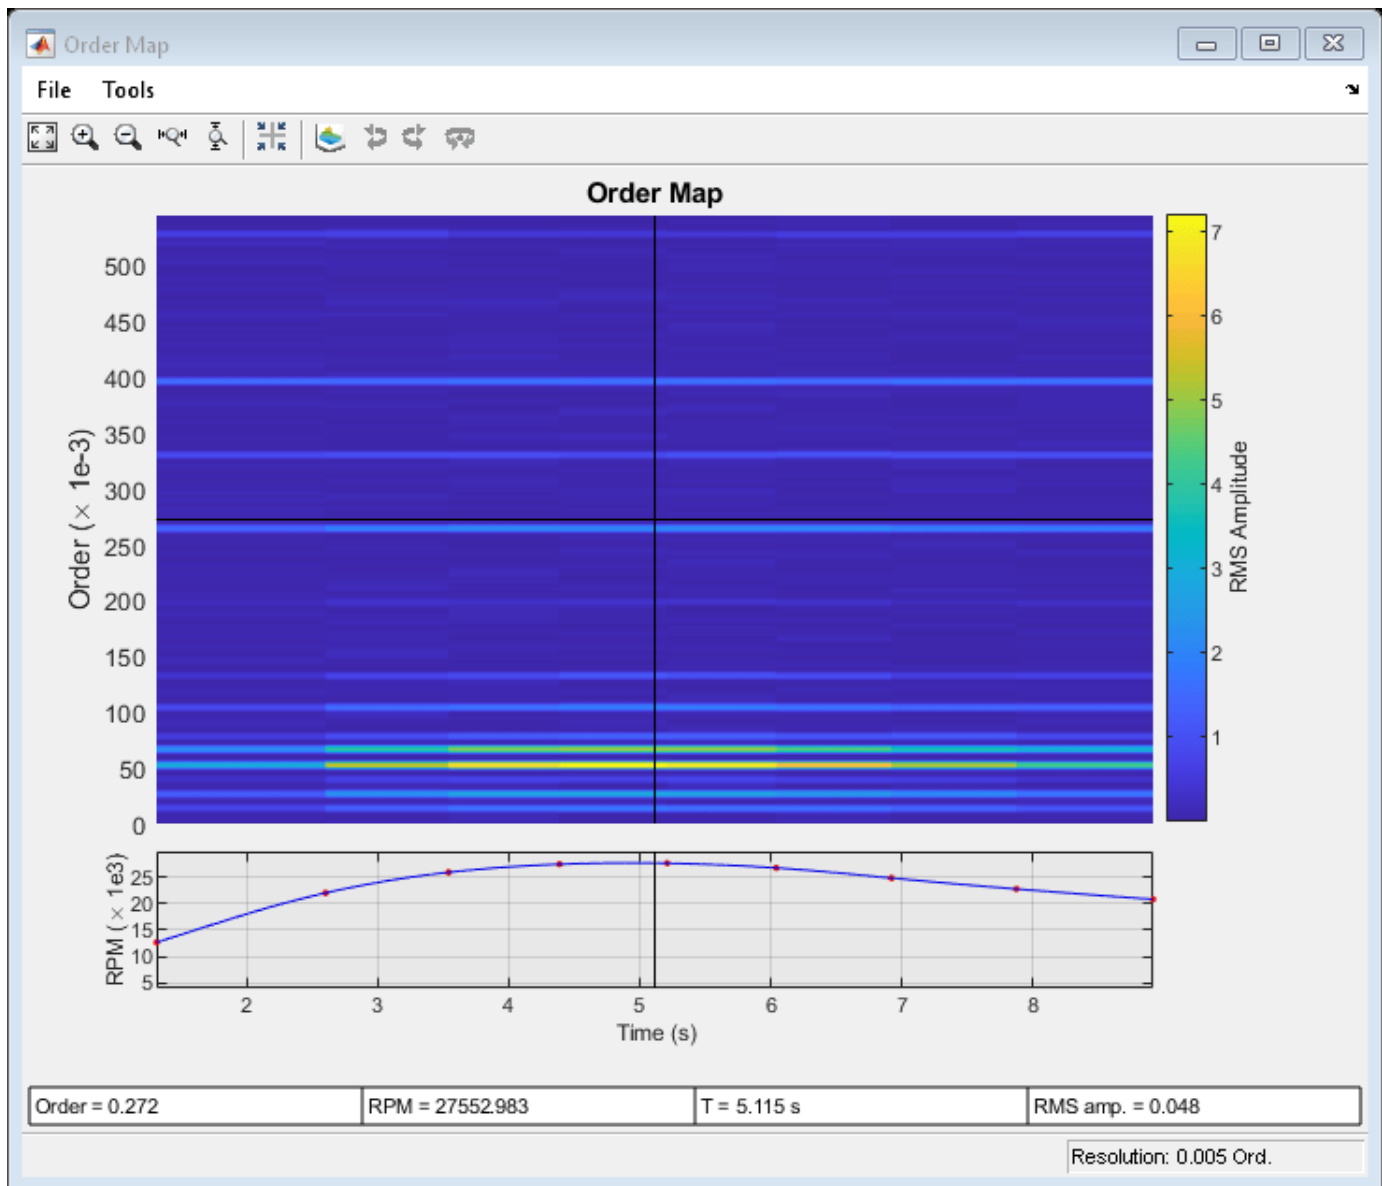 Order Map
File Tools
Order Map
500
450
400
350
300
250
200
150
100
50
0
Order (× 1e-3)
7
6
5
4
3
2
1
RMS Amplitude
25
20
15
10
5
RPM (× 1e3)
2 3 4 5 6 7 8
Time (s)
Order = 0.272 RPM = 27552.983 T = 5.115 s RMS amp. = 0.048
Resolution: 0.005 Ord.